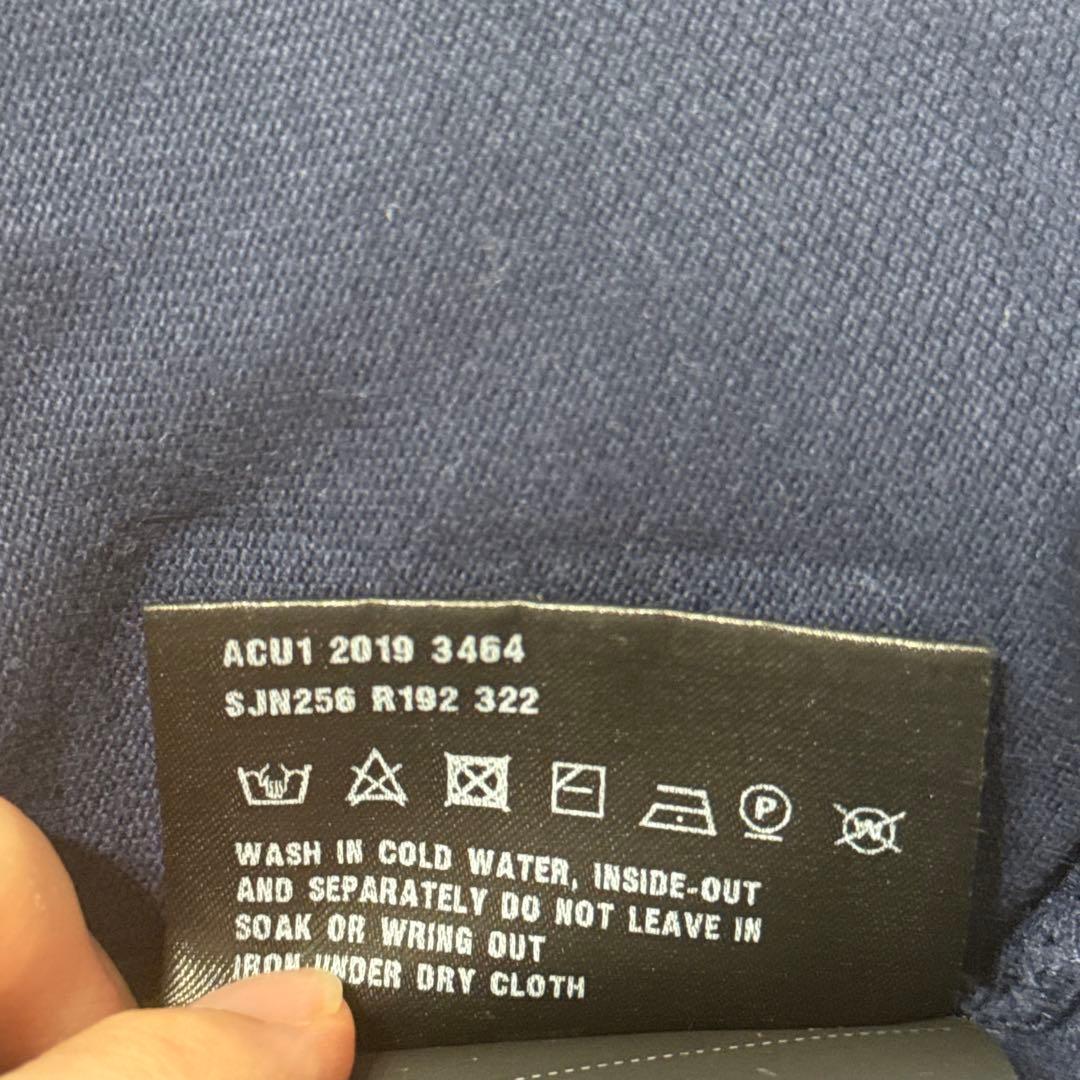 ACU1 2019 3464
SJN256 R192 322
P
W
WASH IN COLD WATER, INSIDE-OUT
AND SEPARATELY DO NOT LEAVE IN
SOAK OR WRING OUT
IRON UNDER DRY CLOTH